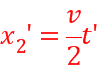 x₂' = v/2 t'